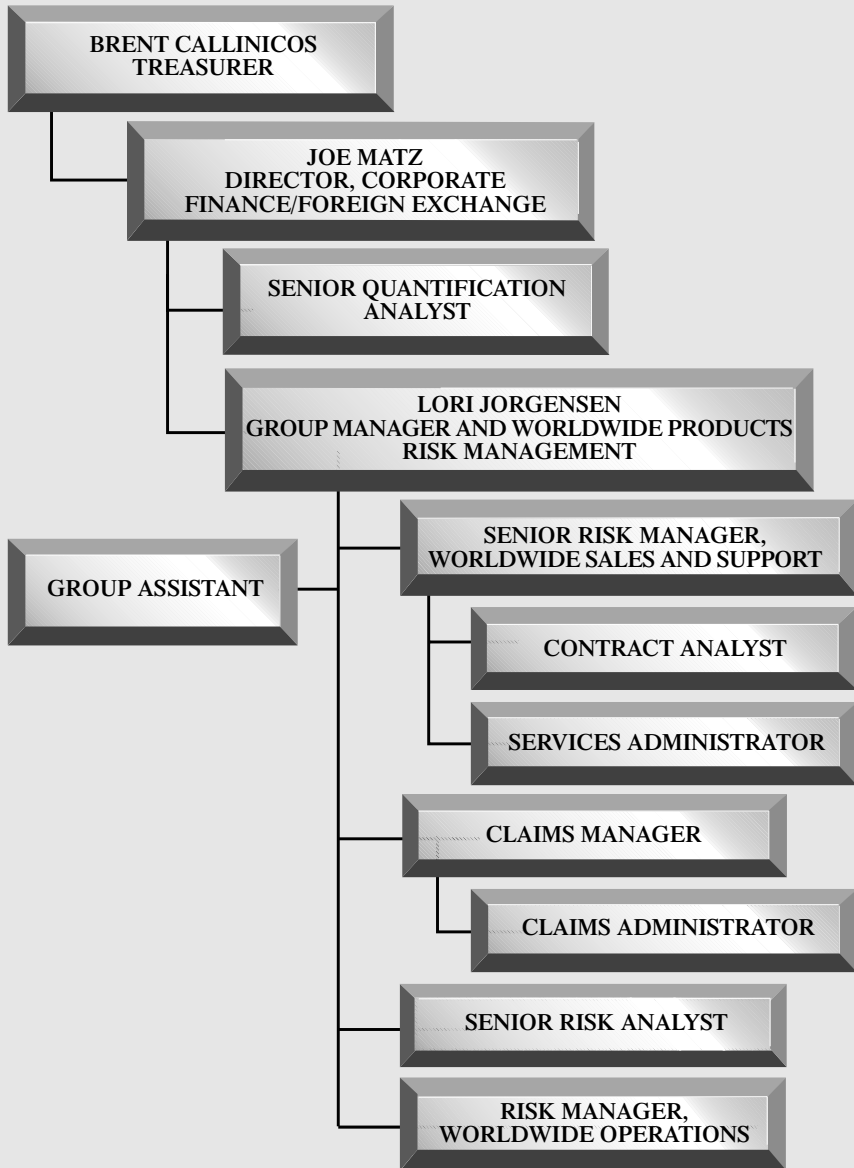 BRENT CALLINICOS
TREASURER
JOE MATZ
DIRECTOR, CORPORATE
FINANCE/FOREIGN EXCHANGE
SENIOR QUANTIFICATION
ANALYST
LORI JORGENSEN
GROUP MANAGER AND WORLDWIDE PRODUCTS
RISK MANAGEMENT
SENIOR RISK MANAGER,
WORLDWIDE SALES AND SUPPORT
GROUP ASSISTANT
CONTRACT ANALYST
SERVICES ADMINISTRATOR
CLAIMS MANAGER
CLAIMS ADMINISTRATOR
SENIOR RISK ANALYST
RISK MANAGER,
WORLDWIDE OPERATIONS